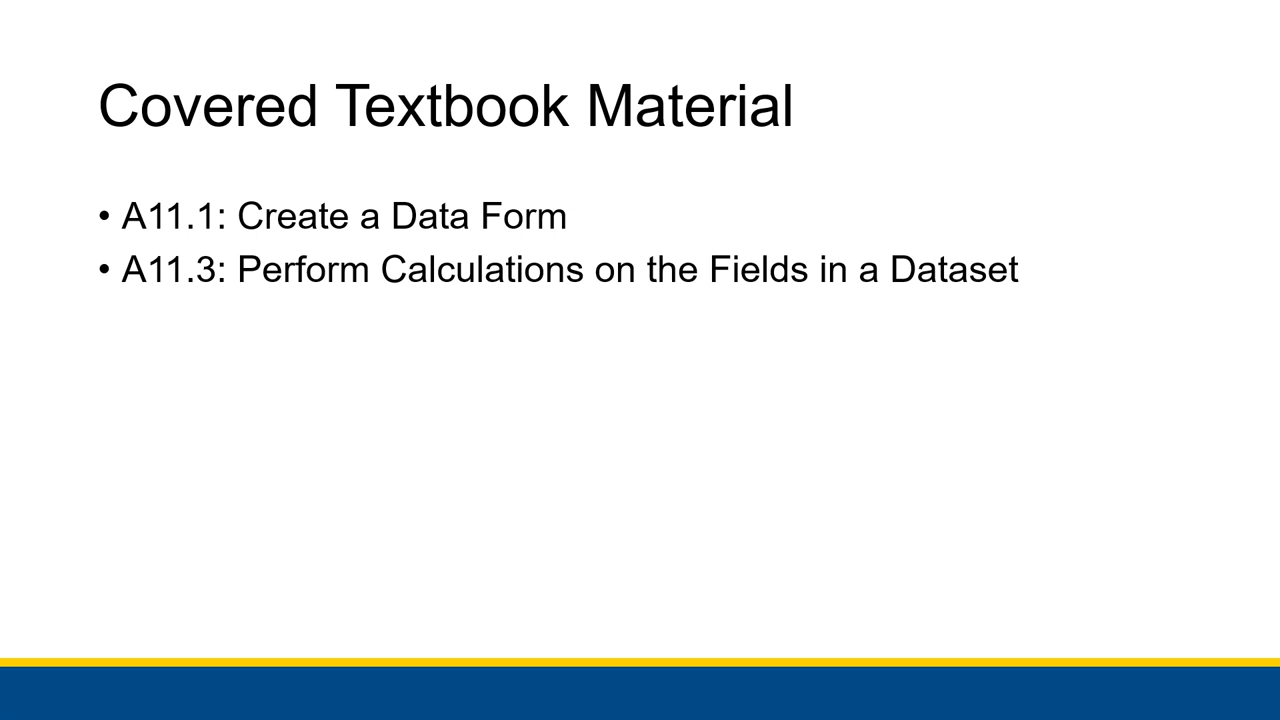 Covered Textbook Material
• A11.1: Create a Data Form
• A11.3: Perform Calculations on the Fields in a Dataset